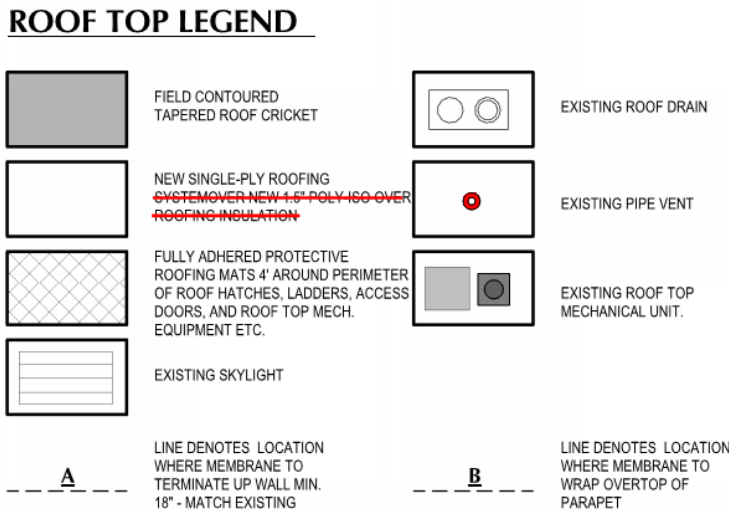 ROOF TOP LEGEND
FIELD CONTOURED
TAPERED ROOF CRICKET
NEW SINGLE-PLY ROOFING
SYSTEMOVER NEW 1.5" POLY-ISO OVER
ROOFING INSULATION
FULLY ADHERED PROTECTIVE
ROOFING MATS 4' AROUND PERIMETER
OF ROOF HATCHES, LADDERS, ACCESS
DOORS, AND ROOF TOP MECH.
EQUIPMENT ETC.
EXISTING SKYLIGHT
A
LINE DENOTES LOCATION
WHERE MEMBRANE TO
TERMINATE UP WALL MIN.
18" - MATCH EXISTING
EXISTING ROOF DRAIN
EXISTING PIPE VENT
EXISTING ROOF TOP
MECHANICAL UNIT.
B
LINE DENOTES LOCATION
WHERE MEMBRANE TO
WRAP OVERTOP OF
PARAPET